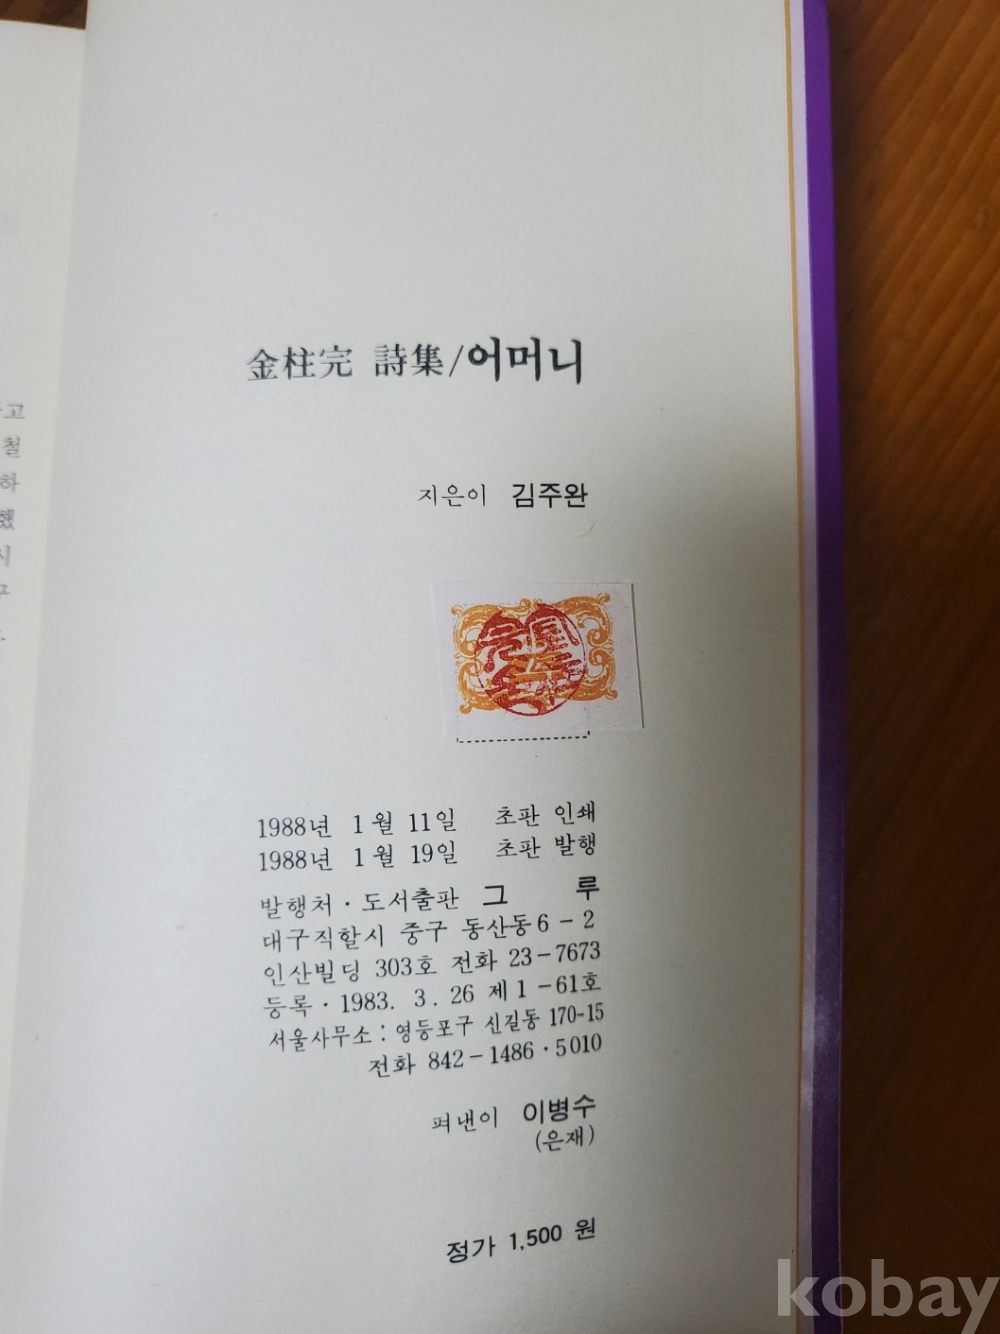 고
철
하
했
시
구
金柱完 詩集/어머니
지은이 김주완
1988년 1월 11일 초판 인쇄
1988년 1월 19일 초판 발행
발행처·도서출판 그 루
대구직할시 중구 동산동 6-2
인산빌딩 303호 전화 23-7673
등록·1983. 3. 26 제1-61호
서울사무소: 영등포구 신길동 170-15
전화 842-1486·5010
펴낸이 이병수
(은재)
정가 1,500 원
kobay